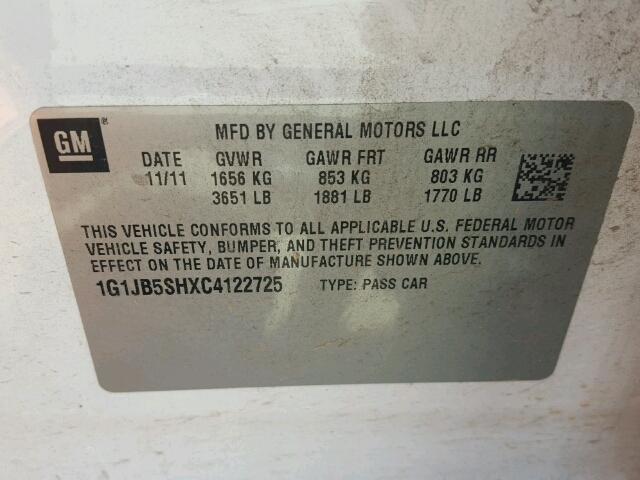 GM ®
MFD BY GENERAL MOTORS LLC
DATE GVWR GAWR FRT GAWR RR
11/11 1656 KG 853 KG 803 KG
3651 LB 1881 LB 1770 LB
THIS VEHICLE CONFORMS TO ALL APPLICABLE U.S. FEDERAL MOTOR
VEHICLE SAFETY, BUMPER, AND THEFT PREVENTION STANDARDS IN
EFFECT ON THE DATE OF MANUFACTURE SHOWN ABOVE.
1G1JB5SHXC4122725 TYPE: PASS CAR